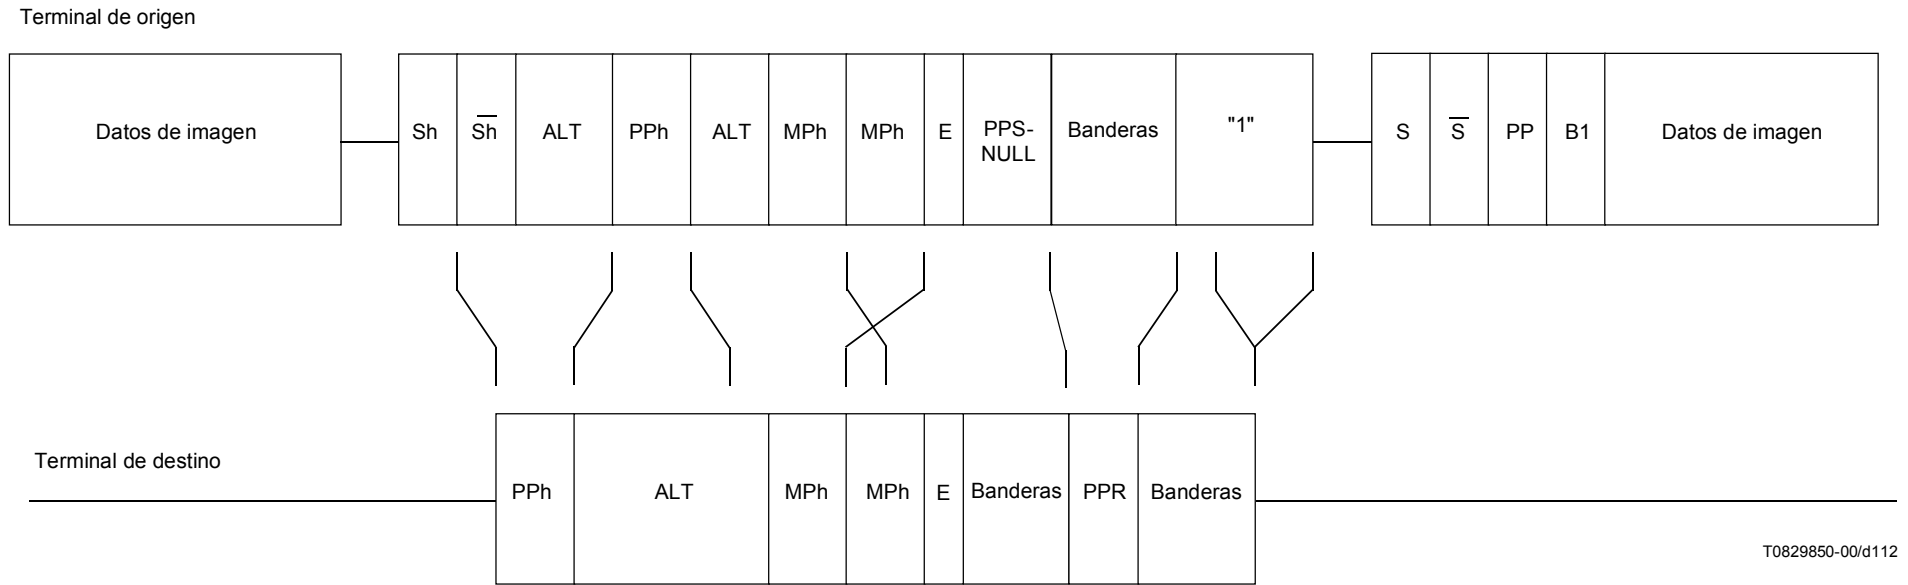 Terminal de origen
Datos de imagen
Sh
S̅h̅
ALT
PPh
ALT
MPh
MPh
E
PPS-
NULL
Banderas
"1"
S
S̅
PP
B1
Datos de imagen
Terminal de destino
PPh
ALT
MPh
MPh
E
Banderas
PPR
Banderas
T0829850-00/d112